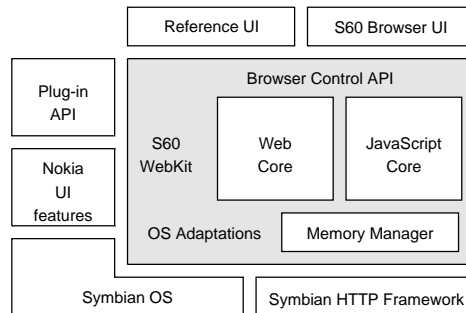 Reference UI
S60 Browser UI
Browser Control API
Plug-in
API
S60
WebKit
Web
Core
JavaScript
Core
Nokia
UI
features
OS Adaptations
Memory Manager
Symbian OS
Symbian HTTP Framework